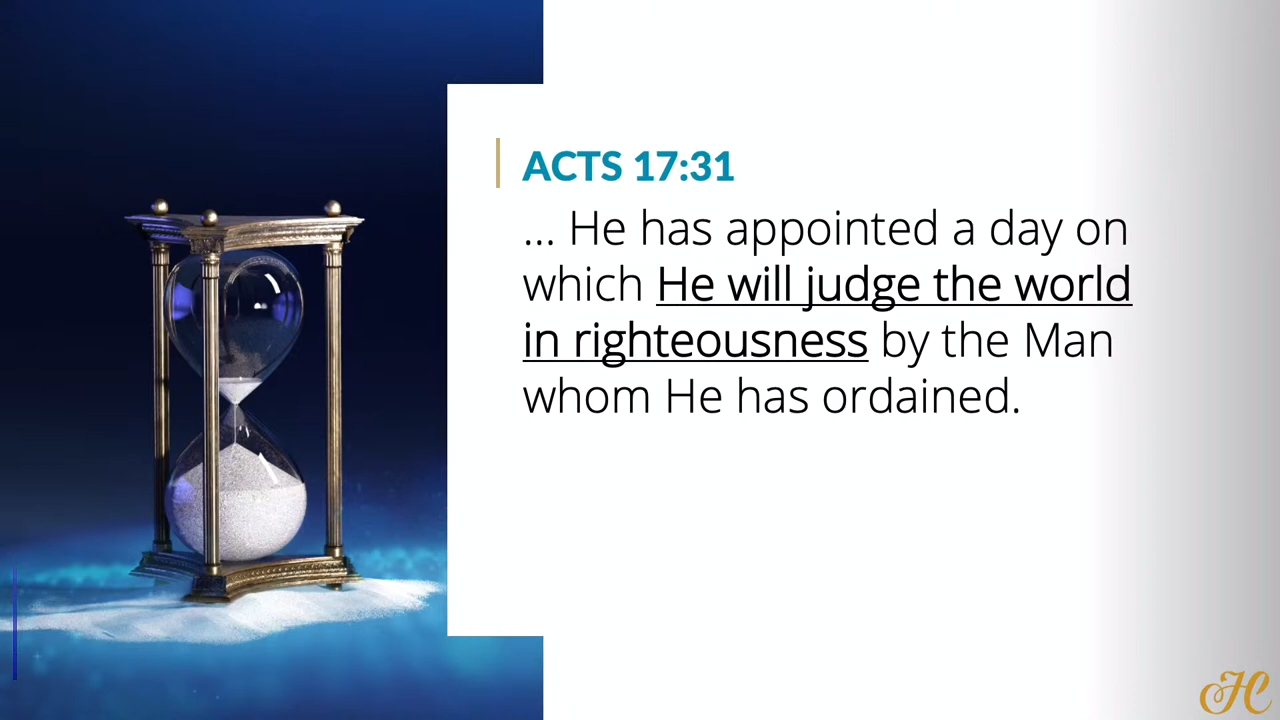 ACTS 17:31
... He has appointed a day on
which He will judge the world
in righteousness by the Man
whom He has ordained.
HC